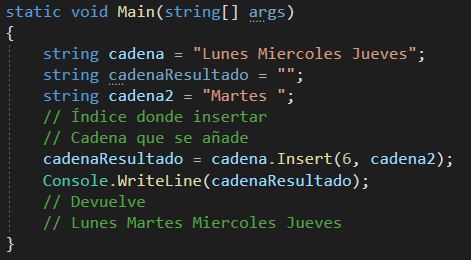 static void Main(string[] args)
{
string cadena = "Lunes Miercoles Jueves";
string cadenaResultado = "";
string cadena2 = "Martes ";
// Índice donde insertar
// Cadena que se añade
cadenaResultado = cadena.Insert(6, cadena2);
Console.WriteLine(cadenaResultado);
// Devuelve
// Lunes Martes Miercoles Jueves
}